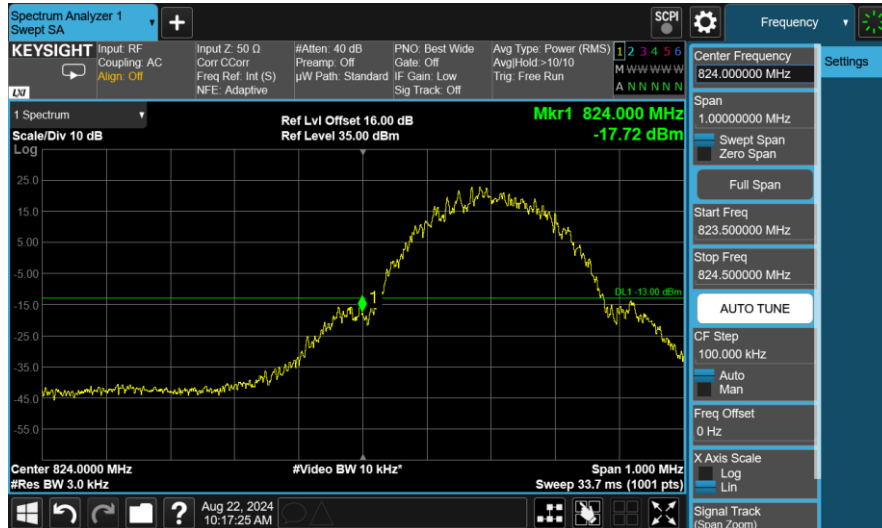 Spectrum Analyzer 1
Swept SA
+
SCPI
Frequency
KEYSIGHT
LXI
Input: RF
Coupling: AC
Align: Off
Input Z: 50 Ω
Corr CCorr
Freq Ref: Int (S)
NFE: Adaptive
#Atten: 40 dB
Preamp: Off
µW Path: Standard
PNO: Best Wide
Gate: Off
IF Gain: Low
Sig Track: Off
Avg Type: Power (RMS)
Avg|Hold:>10/10
Trig: Free Run
1 2 3 4 5 6
M W W W W W
A N N N N N
1 Spectrum
Scale/Div 10 dB
Log
Ref Lvl Offset 16.00 dB
Ref Level 35.00 dBm
Mkr1 824.000 MHz
-17.72 dBm
25.0
15.0
5.00
-5.00
-15.0
-25.0
-35.0
-45.0
-55.0
1
DL1 -13.00 dBm
Center 824.0000 MHz
#Res BW 3.0 kHz
#Video BW 10 kHz*
Span 1.000 MHz
Sweep 33.7 ms (1001 pts)
Center Frequency
824.000000 MHz
Settings
Span
1.00000000 MHz
Swept Span
Zero Span
Full Span
Start Freq
823.500000 MHz
Stop Freq
824.500000 MHz
AUTO TUNE
CF Step
100.000 kHz
Auto
Man
Freq Offset
0 Hz
X Axis Scale
Log
Lin
Signal Track
(Span Zoom)
?
Aug 22, 2024
10:17:25 AM